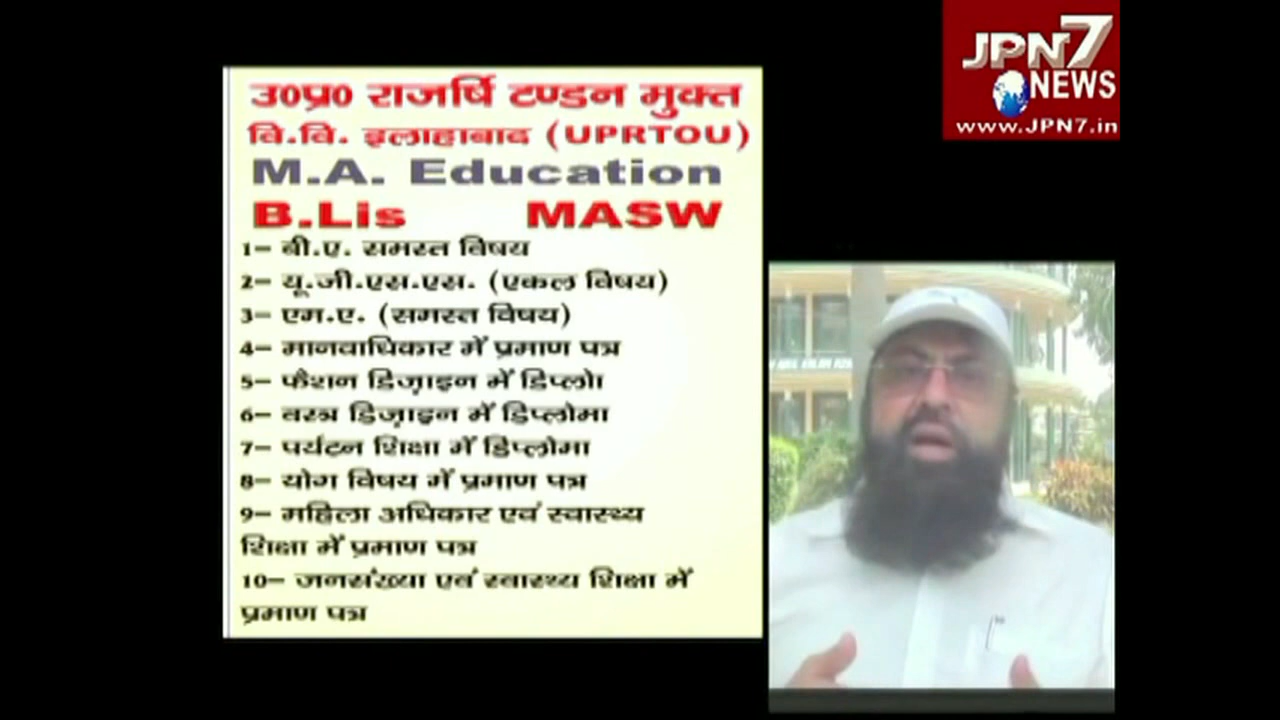 उ०प्र० राजर्षि टण्डन मुक्त
वि.वि. इलाहाबाद (UPRTOU)
M.A. Education
B.Lis MASW
1- बी.ए. समस्त विषय
2- यू.जी.एस.एस. (एकल विषय)
3- एम.ए. (समस्त विषय)
4- मानवाधिकार में प्रमाण पत्र
5- फैशन डिज़ाइन में डिप्लो
6- वस्त्र डिज़ाइन में डिप्लोमा
7- पर्यटन शिक्षा में डिप्लोमा
8- योग विषय में प्रमाण पत्र
9- महिला अधिकार एवं स्वास्थ्य
शिक्षा में प्रमाण पत्र
10- जनसंख्या एवं स्वास्थ्य शिक्षा में
प्रमाण पत्र
JPN7
NEWS
www.JPN7.in